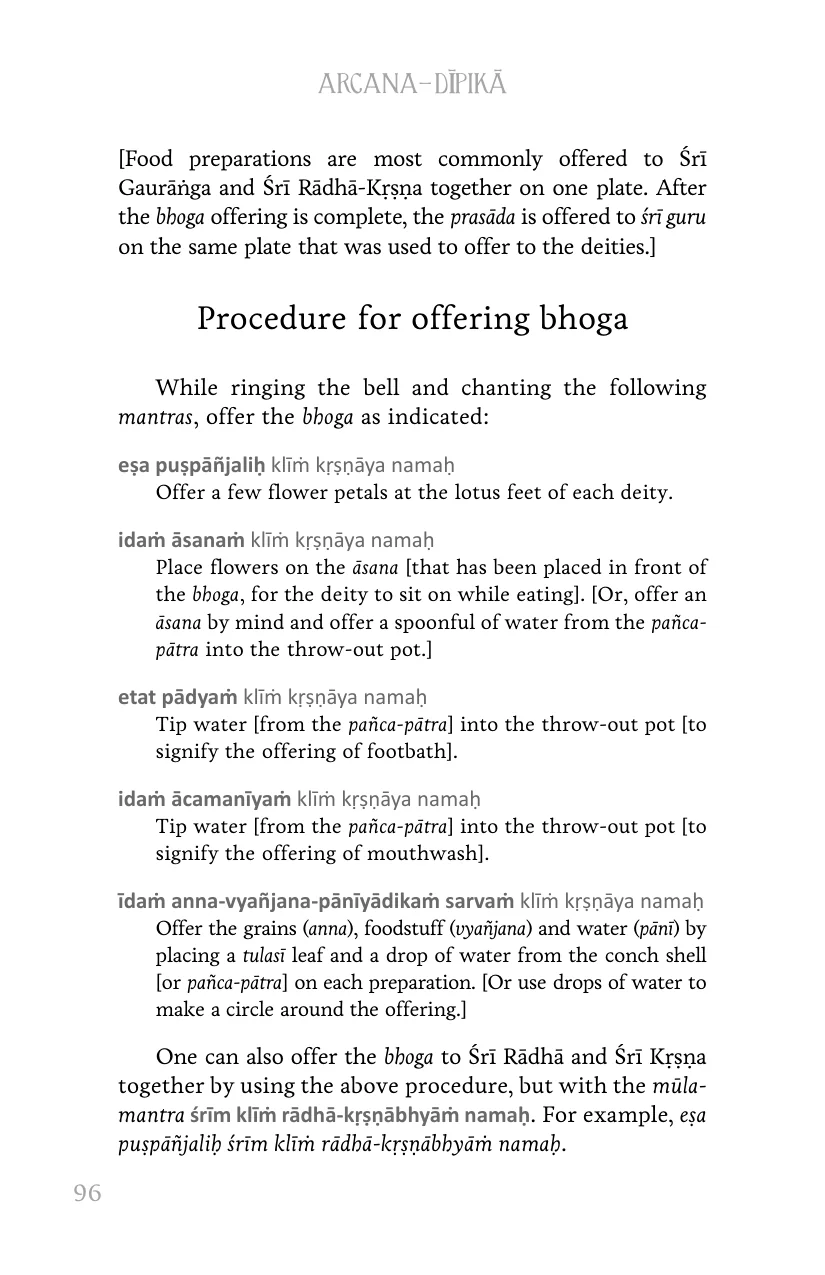 ARCANA–DĪPIKĀ
[Food preparations are most commonly offered to Śrī
Gaurāṅga and Śrī Rādhā-Kṛṣṇa together on one plate. After
the bhoga offering is complete, the prasāda is offered to śrī guru
on the same plate that was used to offer to the deities.]
Procedure for offering bhoga
While ringing the bell and chanting the following
mantras, offer the bhoga as indicated:
eṣa puṣpāñjaliḥ klīṁ kṛṣṇāya namaḥ
Offer a few flower petals at the lotus feet of each deity.
idaṁ āsanaṁ klīṁ kṛṣṇāya namaḥ
Place flowers on the āsana [that has been placed in front of
the bhoga, for the deity to sit on while eating]. [Or, offer an
āsana by mind and offer a spoonful of water from the pañca-
pātra into the throw-out pot.]
etat pādyaṁ klīṁ kṛṣṇāya namaḥ
Tip water [from the pañca-pātra] into the throw-out pot [to
signify the offering of footbath].
idaṁ ācamanīyaṁ klīṁ kṛṣṇāya namaḥ
Tip water [from the pañca-pātra] into the throw-out pot [to
signify the offering of mouthwash].
īdaṁ anna-vyañjana-pānīyādikaṁ sarvaṁ klīṁ kṛṣṇāya namaḥ
Offer the grains (anna), foodstuff (vyañjana) and water (pānī) by
placing a tulasī leaf and a drop of water from the conch shell
[or pañca-pātra] on each preparation. [Or use drops of water to
make a circle around the offering.]
One can also offer the bhoga to Śrī Rādhā and Śrī Kṛṣṇa
together by using the above procedure, but with the mūla-
mantra śrīm klīṁ rādhā-kṛṣṇābhyāṁ namaḥ. For example, eṣa
puṣpāñjaliḥ śrīm klīṁ rādhā-kṛṣṇābhyāṁ namaḥ.
96